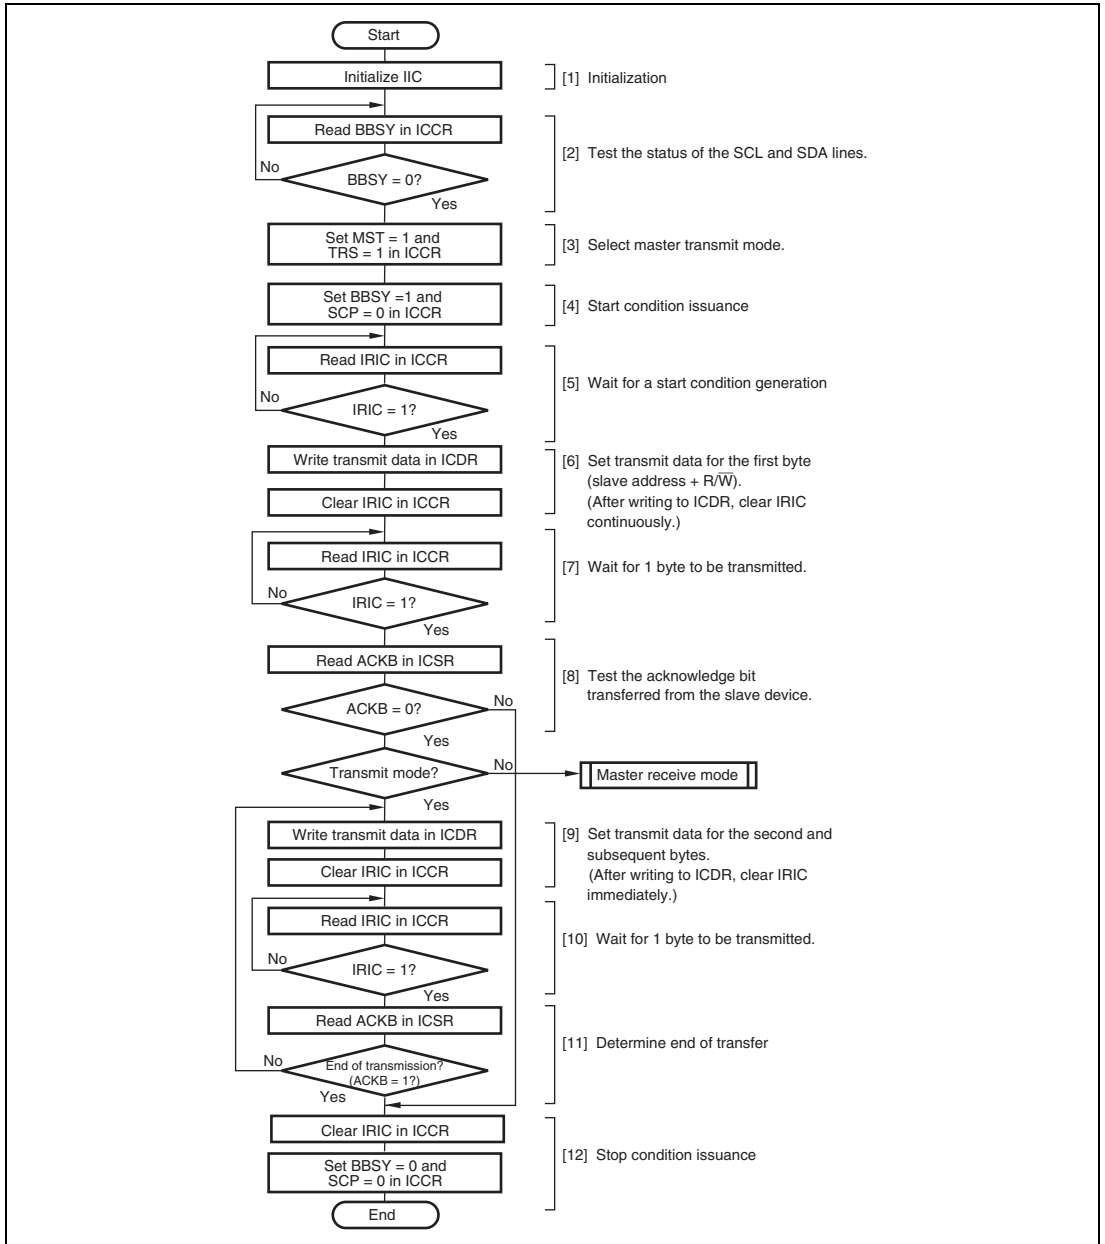 Start
Initialize IIC
[1] Initialization
Read BBSY in ICCR
No
BBSY = 0?
Yes
[2] Test the status of the SCL and SDA lines.
Set MST = 1 and
TRS = 1 in ICCR
[3] Select master transmit mode.
Set BBSY =1 and
SCP = 0 in ICCR
[4] Start condition issuance
Read IRIC in ICCR
No
IRIC = 1?
Yes
[5] Wait for a start condition generation
Write transmit data in ICDR
Clear IRIC in ICCR
[6] Set transmit data for the first byte
(slave address + R/W̅).
(After writing to ICDR, clear IRIC
continuously.)
Read IRIC in ICCR
No
IRIC = 1?
Yes
[7] Wait for 1 byte to be transmitted.
Read ACKB in ICSR
ACKB = 0?
No
Yes
[8] Test the acknowledge bit
transferred from the slave device.
Transmit mode?
No
Yes
Master receive mode
Write transmit data in ICDR
Clear IRIC in ICCR
[9] Set transmit data for the second and
subsequent bytes.
(After writing to ICDR, clear IRIC
immediately.)
Read IRIC in ICCR
No
IRIC = 1?
Yes
[10] Wait for 1 byte to be transmitted.
Read ACKB in ICSR
No
End of transmission?
(ACKB = 1?)
Yes
[11] Determine end of transfer
Clear IRIC in ICCR
Set BBSY = 0 and
SCP = 0 in ICCR
[12] Stop condition issuance
End